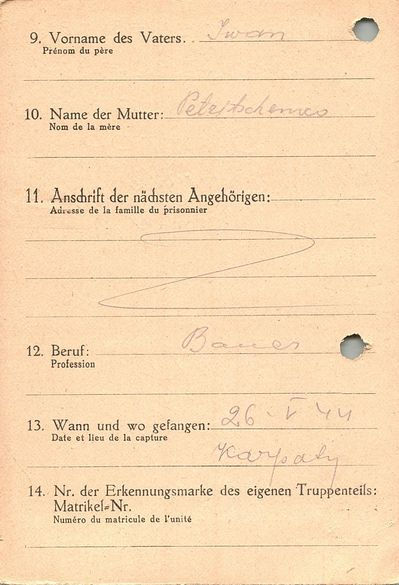 9. Vorname des Vaters. . Iwan
Prénom du père
10. Name der Mutter:
Nom de la mère
11. Anschrift der nächsten Angehörigen:
Adresse de la famille du prisonnier
12. Beruf: Bauer
Profession
13. Wann und wo gefangen: 26-V 44
Date et lieu de la capture
Karpaty
14. Nr. der Erkennungsmarke des eigenen Truppenteils:
Matrikel=Nr.
Numéro du matricule de l'unité